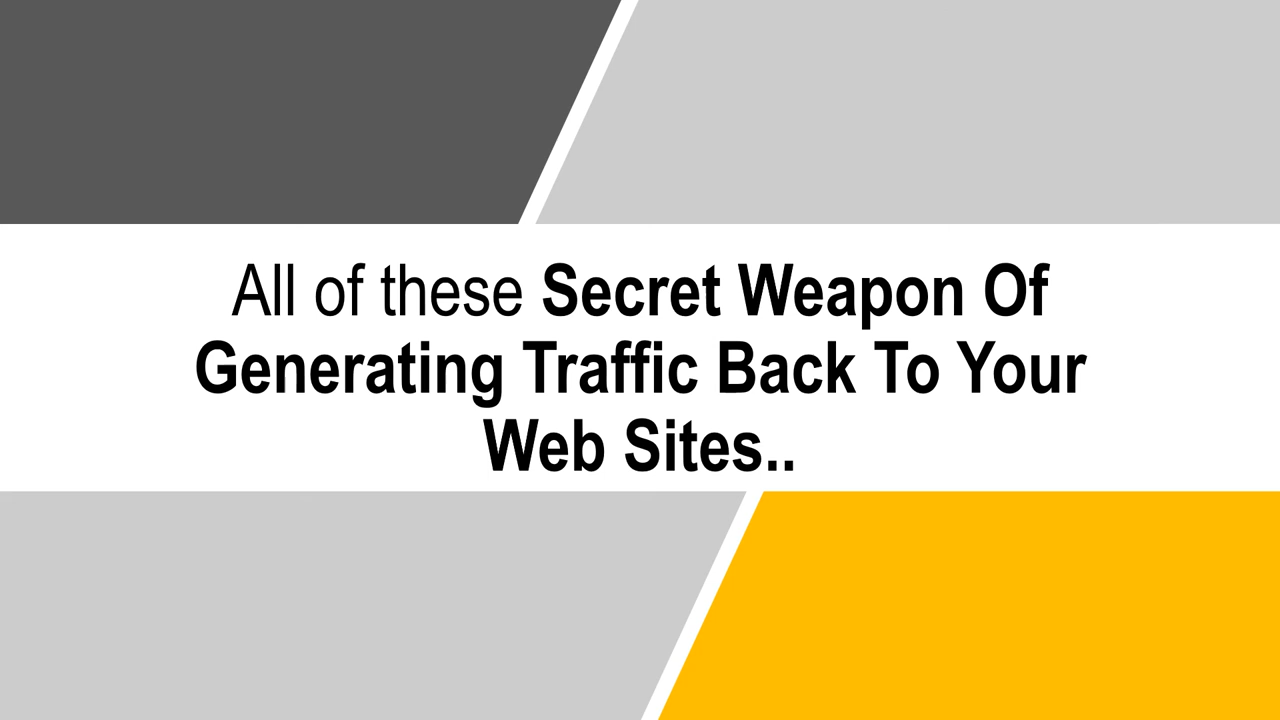 All of these Secret Weapon Of
Generating Traffic Back To Your
Web Sites..